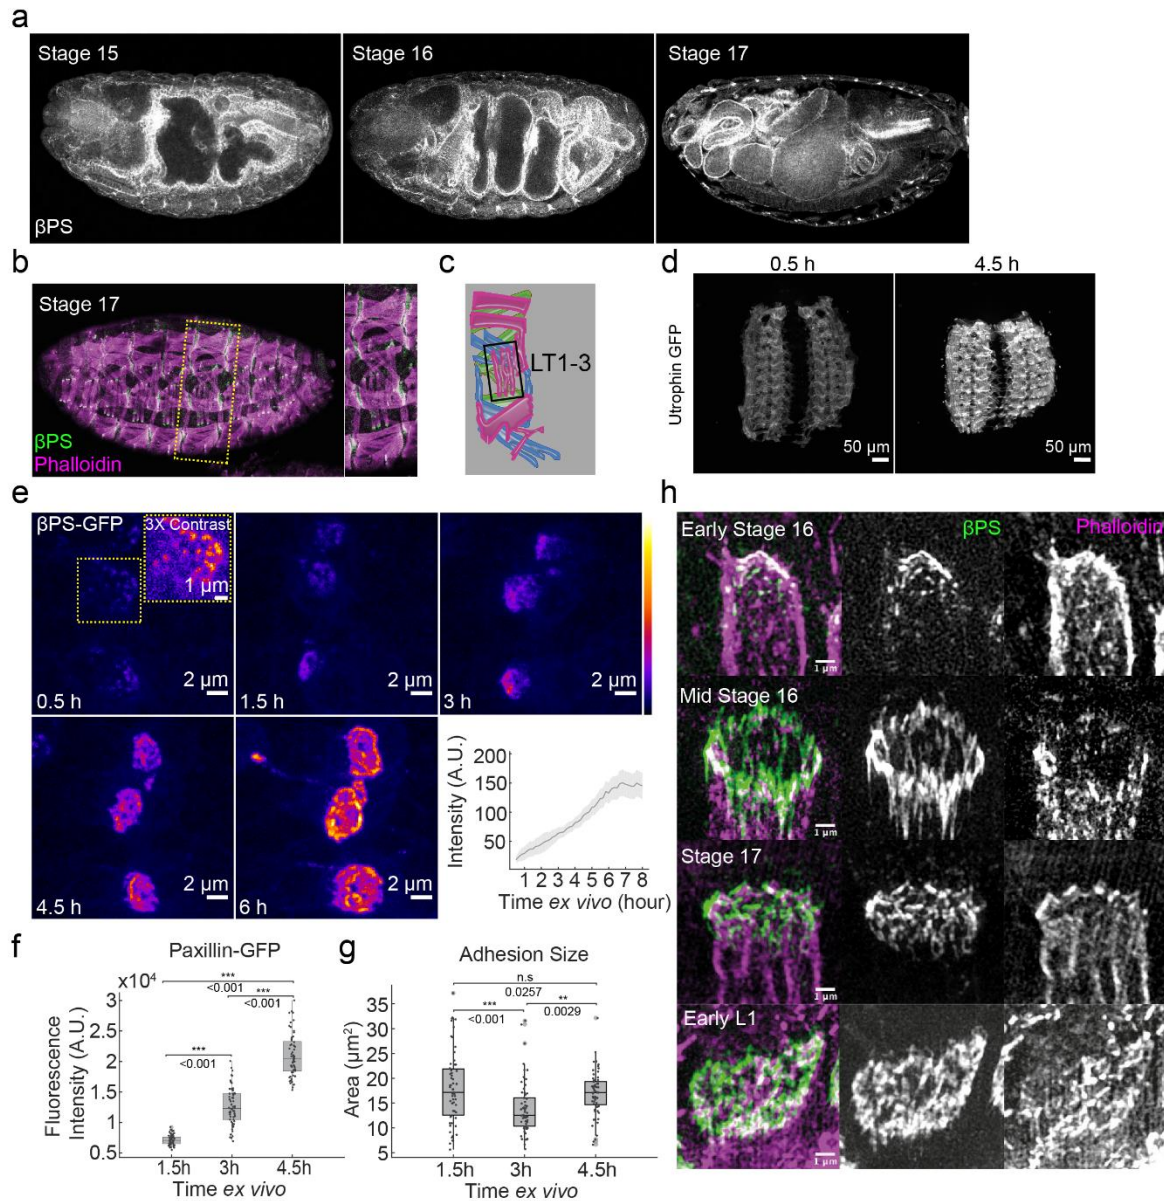 a
Stage 15
Stage 16
Stage 17
βPS
b
Stage 17
βPS
Phalloidin
c
LT1-3
d
0.5 h
4.5 h
Utrophin GFP
50 µm
50 µm
e
βPS-GFP
3X Contrast
1 µm
0.5 h
2 µm
1.5 h
2 µm
3 h
2 µm
4.5 h
2 µm
6 h
2 µm
Intensity (A.U.)
200
150
100
50
1 2 3 4 5 6 7 8
Time ex vivo (hour)
f
Paxillin-GFP
x10⁴
Fluorescence
Intensity (A.U.)
3
2.5
2
1.5
1
0.5
***
<0.001
***
<0.001
***
<0.001
1.5h 3h 4.5h
Time ex vivo
g
Adhesion Size
Area (µm²)
35
30
25
20
15
10
5
n.s
0.0257
***
<0.001
**
0.0029
1.5h 3h 4.5h
Time ex vivo
h
Early Stage 16
βPS
Phalloidin
1 µm
Mid Stage 16
1 µm
Stage 17
1 µm
Early L1
1 µm